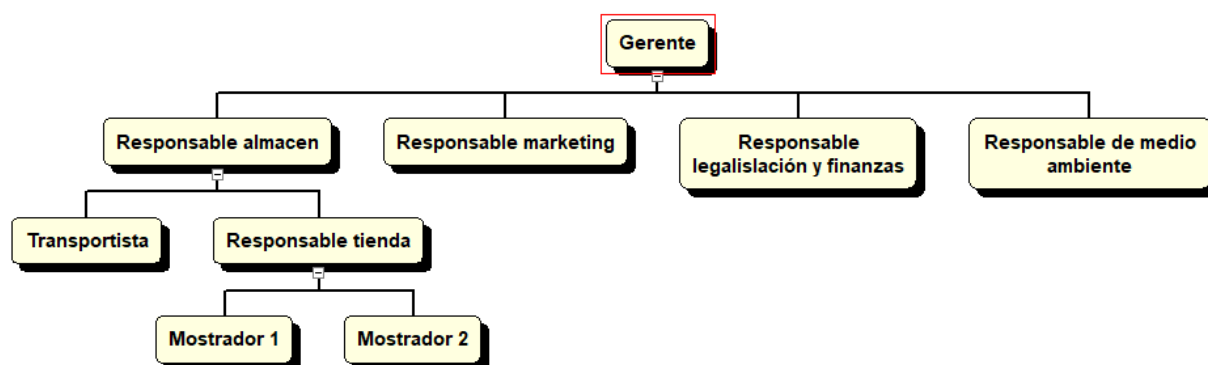 Gerente
Responsable almacen
Responsable marketing
Responsable
legalislación y finanzas
Responsable de medio
ambiente
Transportista
Responsable tienda
Mostrador 1
Mostrador 2